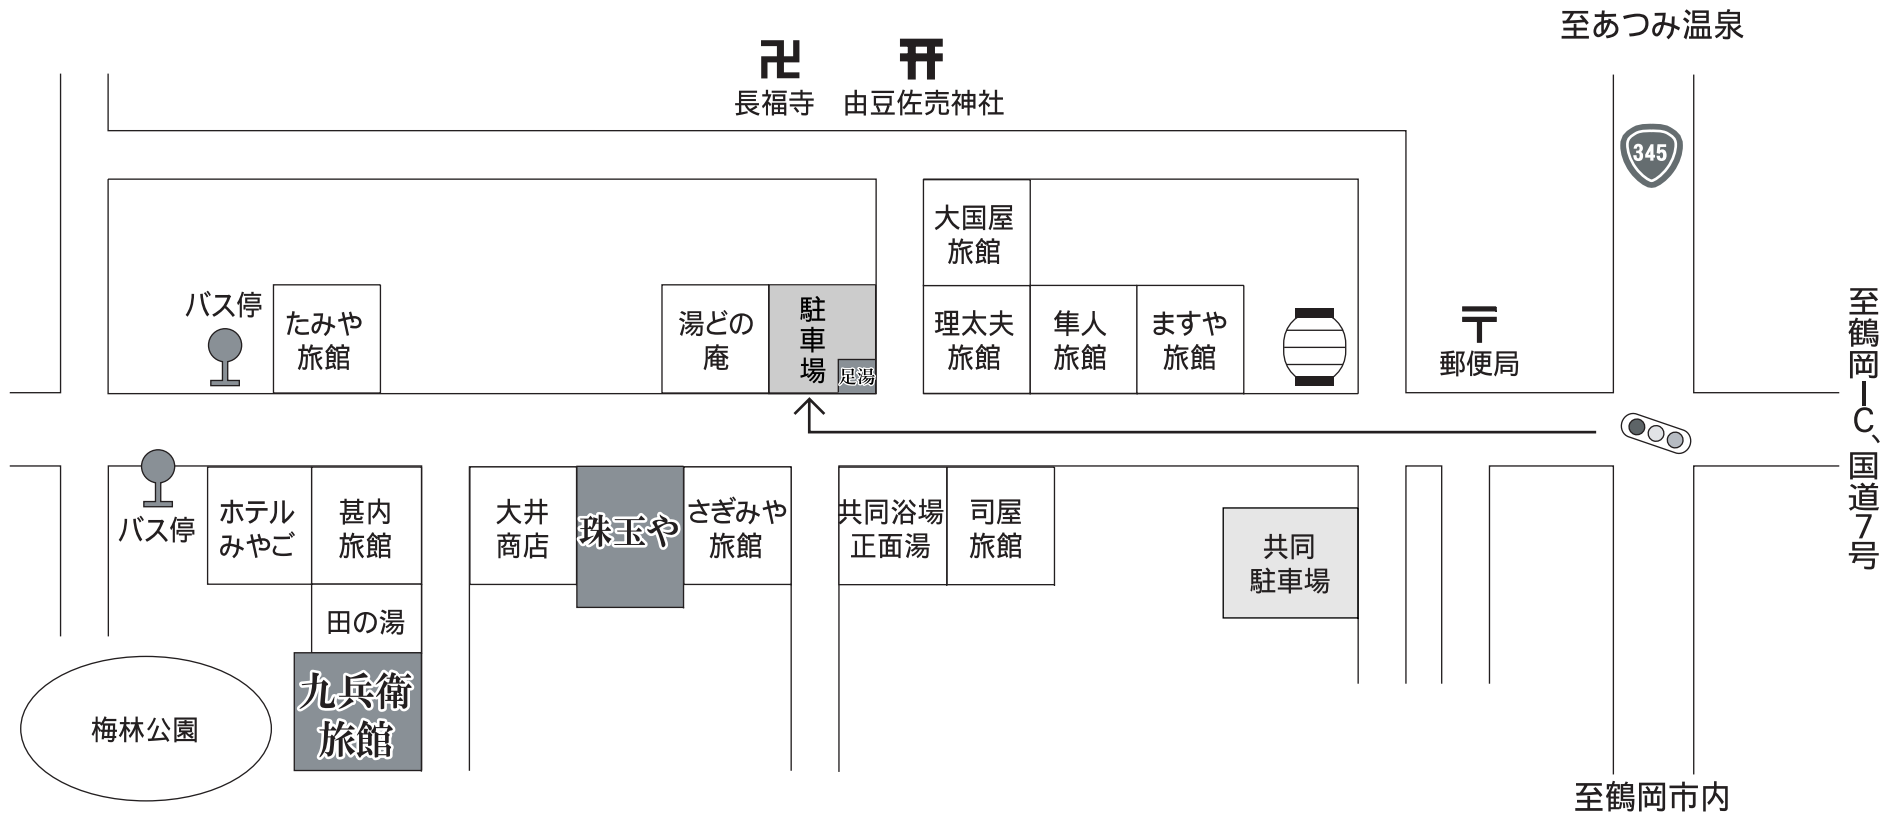 至あつみ温泉
長福寺
由豆佐売神社
345
大国屋
旅館
バス停
たみや
旅館
湯どの
庵
駐車場
足湯
理太夫
旅館
隼人
旅館
ますや
旅館
郵便局
至鶴岡IC、国道7号
バス停
ホテル
みやご
甚内
旅館
大井
商店
珠玉や
さぎみや
旅館
共同浴場
正面湯
司屋
旅館
共同
駐車場
田の湯
九兵衛
旅館
梅林公園
至鶴岡市内